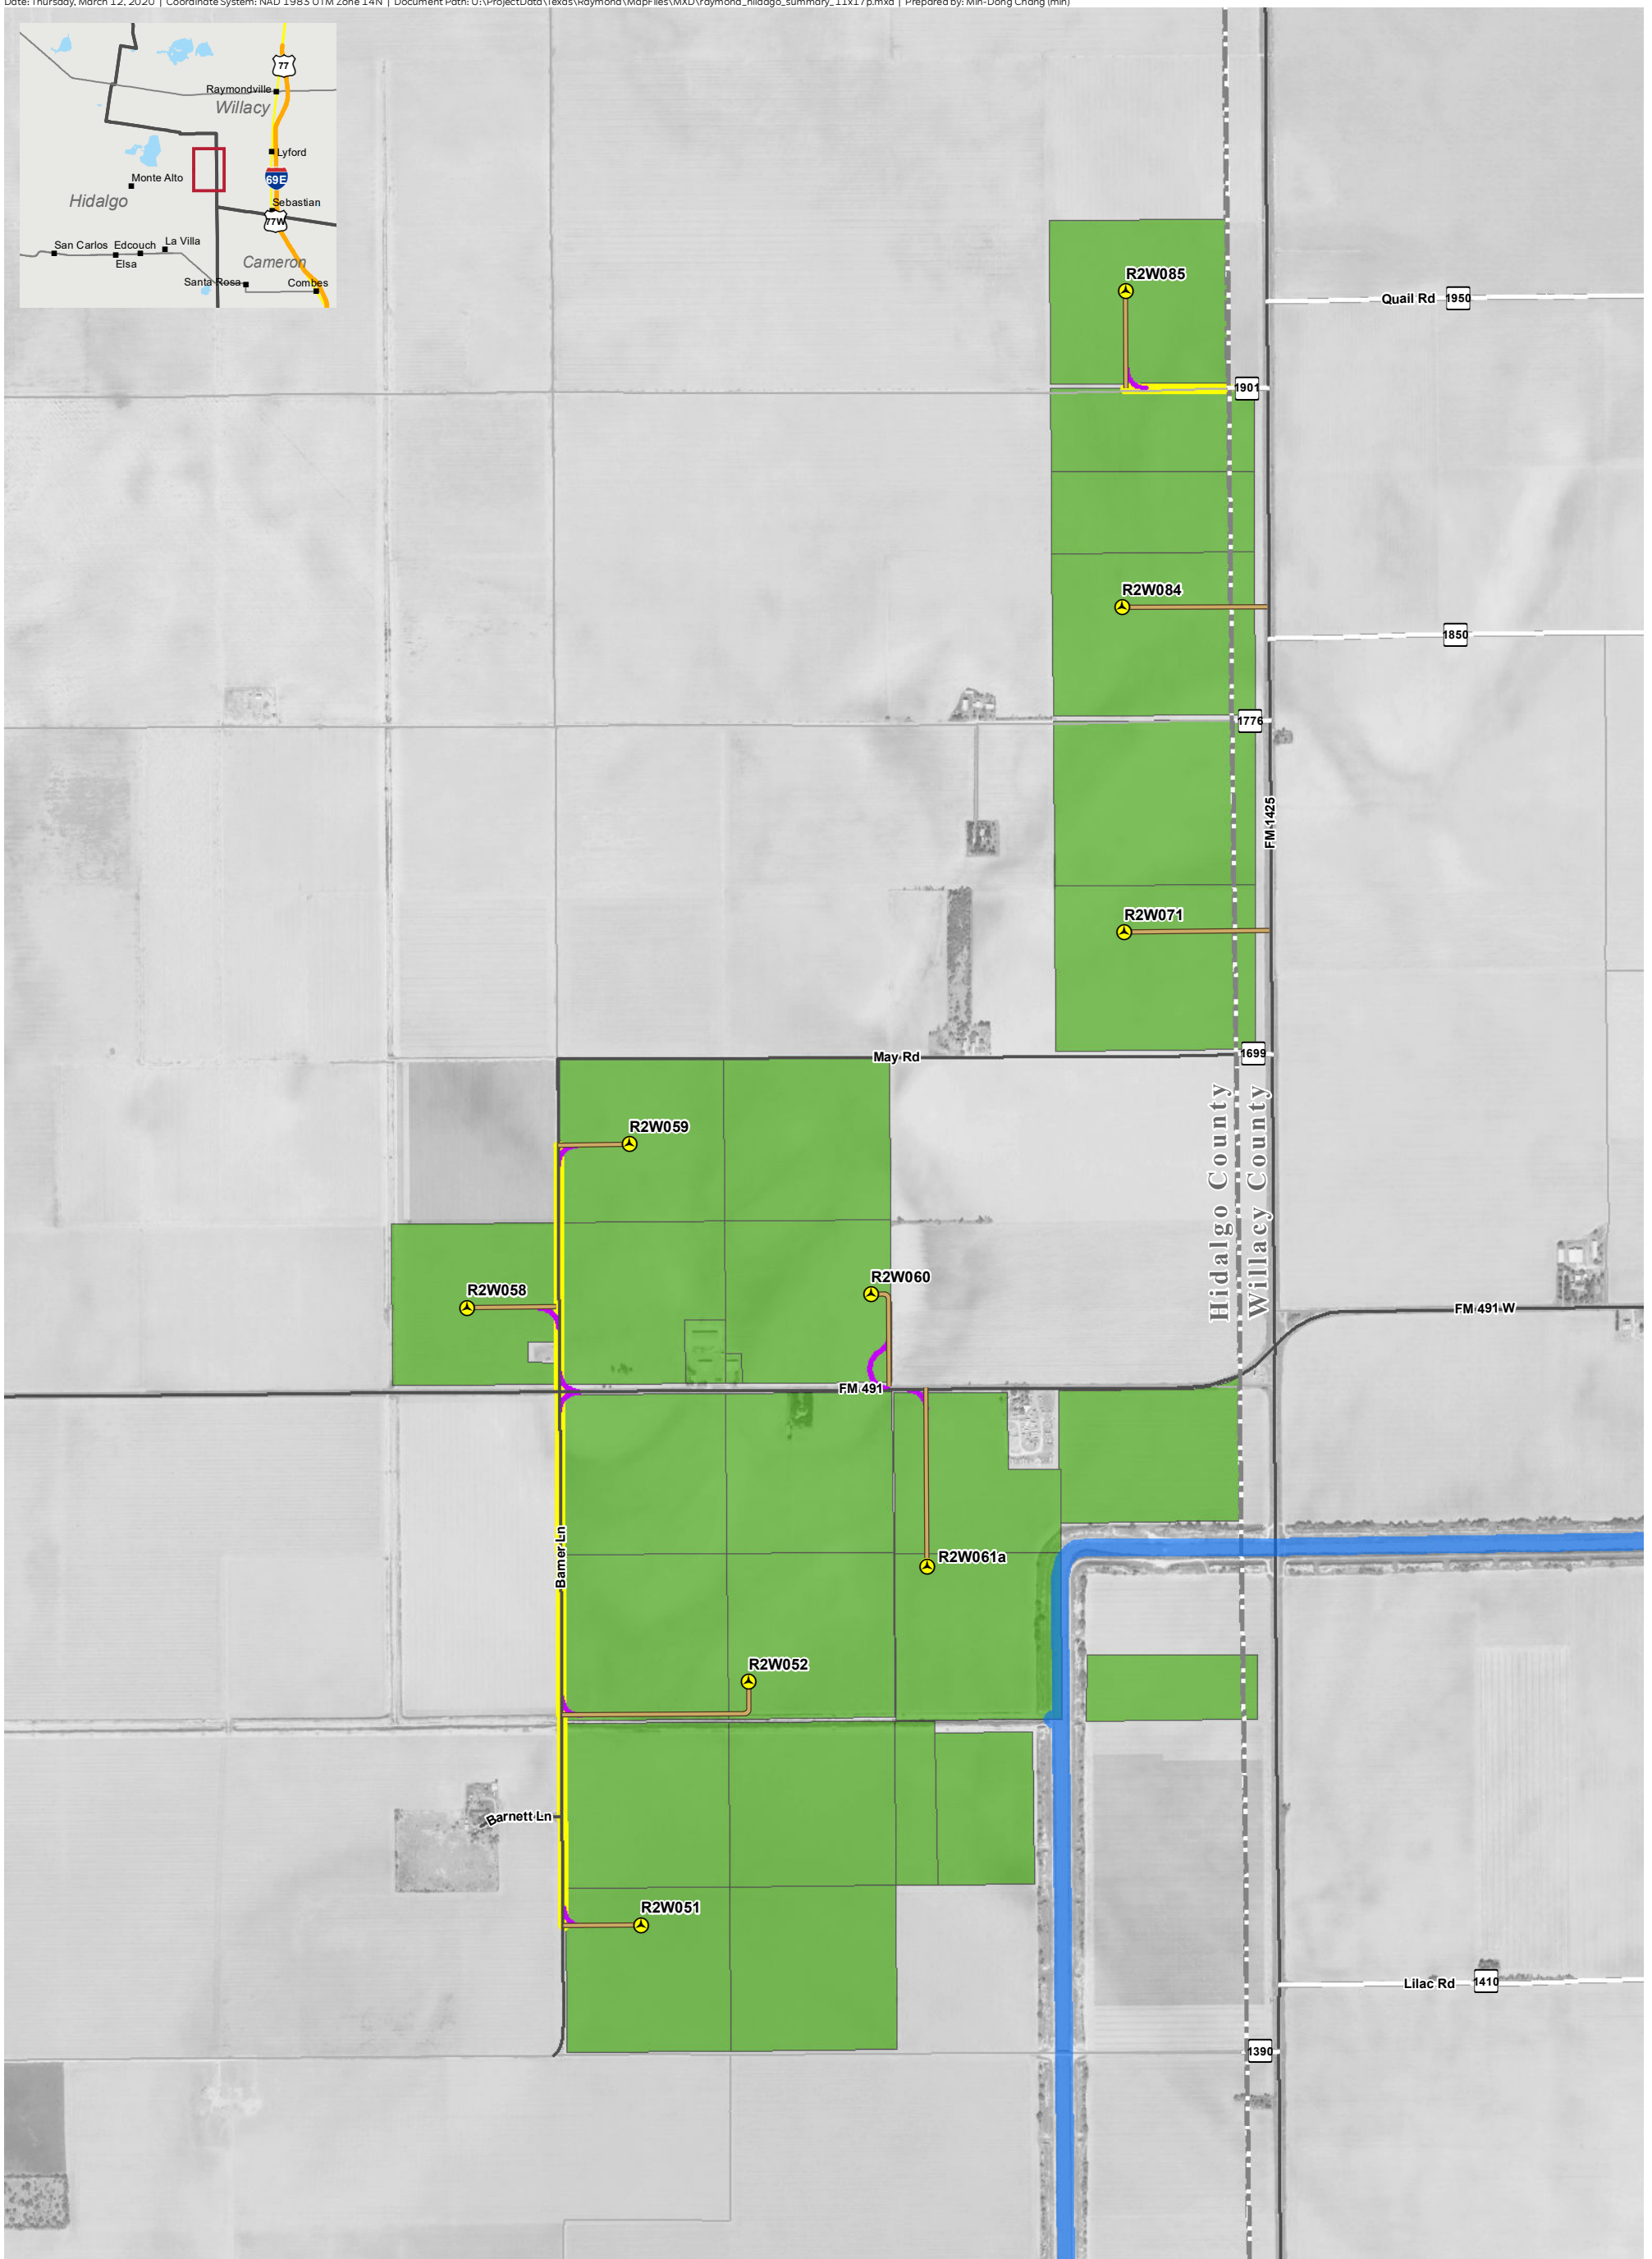 Date: Thursday, March 12, 2020 | Coordinate System: NAD 1983 UTM Zone 14N | Document Path: U:\ProjectData\Texas\Raymond\MapFiles\MXD\raymond_hildago_summary_11x17p.mxd | Prepared by: Min-Dong Chang (min)
77
Raymondville
Willacy
Lyford
69E
Monte Alto
Hidalgo
Sebastian
77W
San Carlos
Edcouch
La Villa
Elsa
Cameron
Santa Rosa
Combes
R2W085
Quail Rd
1950
1901
R2W084
1850
1776
FM 1425
R2W071
May Rd
1699
Hidalgo County
Willacy County
R2W059
R2W060
R2W058
FM 491 W
FM 491
Barner Ln
R2W061a
R2W052
Barnett Ln
R2W051
Lilac Rd
1410
1390